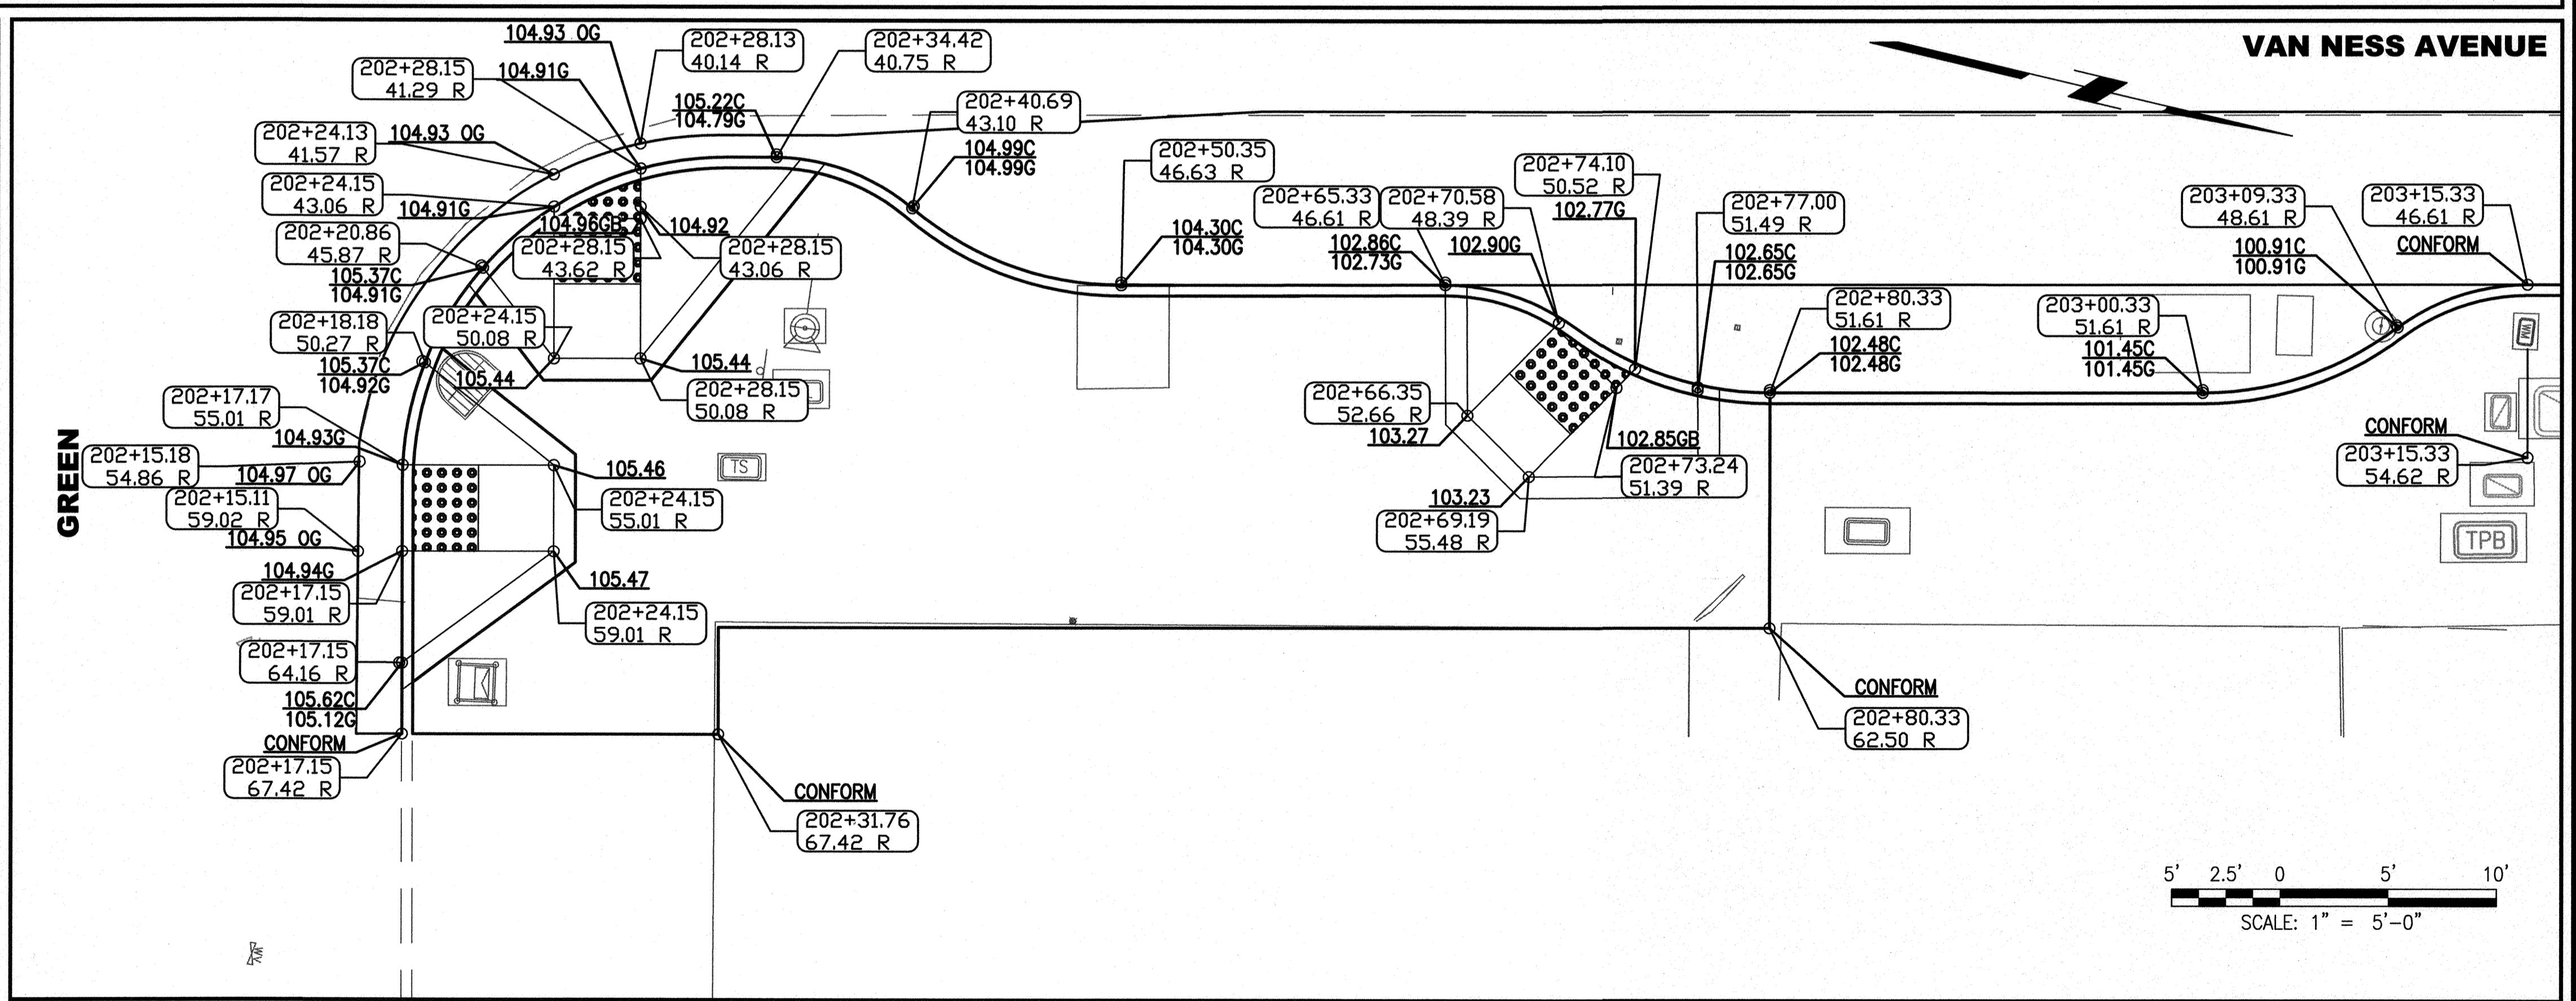 VAN NESS AVENUE
104.93 OG
202+28.13
40.14 R
202+34.42
40.75 R
202+28.15
41.29 R
104.91G
105.22C
104.79G
202+40.69
43.10 R
202+24.13
41.57 R
104.93 OG
104.99C
104.99G
202+50.35
46.63 R
202+74.10
50.52 R
202+24.15
43.06 R
104.91G
202+65.33
46.61 R
202+70.58
48.39 R
102.77G
202+77.00
51.49 R
203+09.33
48.61 R
203+15.33
46.61 R
CONFORM
104.96GB
104.92
202+20.86
45.87 R
202+28.15
43.62 R
202+28.15
43.06 R
104.30C
104.30G
102.86C
102.73G
102.90G
102.65C
102.65G
100.91C
100.91G
105.37C
104.91G
202+18.18
50.27 R
202+24.15
50.08 R
202+80.33
51.61 R
203+00.33
51.61 R
102.48C
102.48G
101.45C
101.45G
WM
105.37C
104.92G
105.44
105.44
202+28.15
50.08 R
202+17.17
55.01 R
202+66.35
52.66 R
103.27
104.93G
102.85GB
CONFORM
GREEN
202+15.18
54.86 R
104.97 OG
105.46
TS
202+73.24
51.39 R
203+15.33
54.62 R
202+15.11
59.02 R
104.95 OG
202+24.15
55.01 R
103.23
202+69.19
55.48 R
TPB
104.94G
105.47
202+17.15
59.01 R
202+24.15
59.01 R
202+17.15
64.16 R
105.62C
105.12G
CONFORM
202+80.33
62.50 R
CONFORM
202+17.15
67.42 R
CONFORM
202+31.76
67.42 R
5' 2.5' 0 5' 10'
SCALE: 1" = 5'-0"